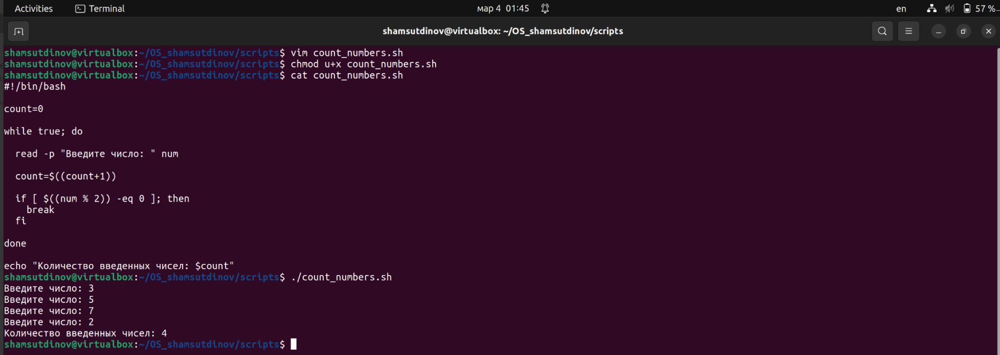 Activities Terminal мар 4 01:45 en 57 %
shamsutdinov@virtualbox: ~/OS_shamsutdinov/scripts
shamsutdinov@virtualbox:~/OS_shamsutdinov/scripts$ vim count_numbers.sh
shamsutdinov@virtualbox:~/OS_shamsutdinov/scripts$ chmod u+x count_numbers.sh
shamsutdinov@virtualbox:~/OS_shamsutdinov/scripts$ cat count_numbers.sh
#!/bin/bash
count=0
while true; do
read -p "Введите число: " num
count=$((count+1))
if [ $((num % 2)) -eq 0 ]; then
break
fi
done
echo "Количество введенных чисел: $count"
shamsutdinov@virtualbox:~/OS_shamsutdinov/scripts$ ./count_numbers.sh
Введите число: 3
Введите число: 5
Введите число: 7
Введите число: 2
Количество введенных чисел: 4
shamsutdinov@virtualbox:~/OS_shamsutdinov/scripts$